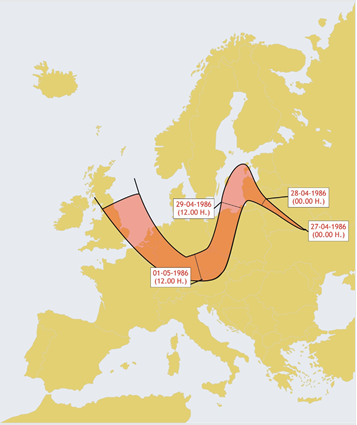 28-04-1986
(00.00 H.)
29-04-1986
(12.00 H.)
27-04-1986
(00.00 H.)
01-05-1986
(12.00 H.)